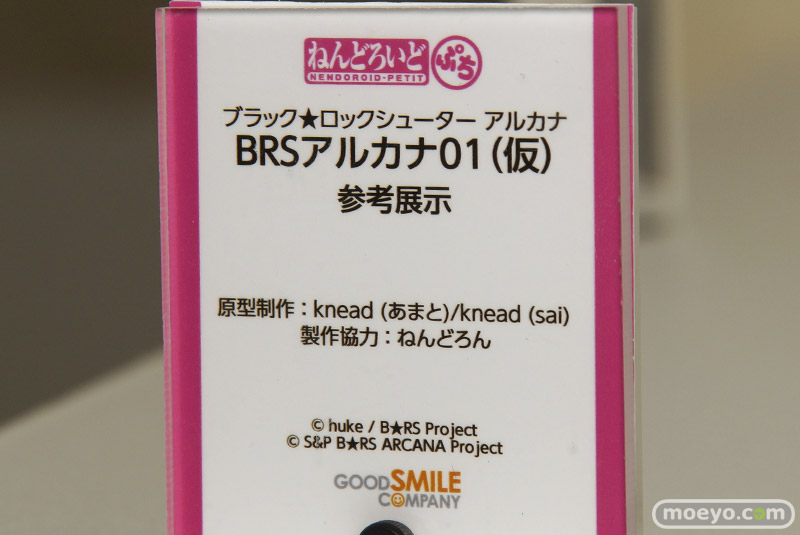 ねんどろいど ぷち
NENDOROID-PETIT
ブラック★ロックシューター アルカナ
BRSアルカナ01(仮)
参考展示
原型制作:knead (あまと)/knead (sai)
製作協力:ねんどろん
© huke / B★RS Project
© S&P B★RS ARCANA Project
GOODSMILE
COMPANY
moeyo.com